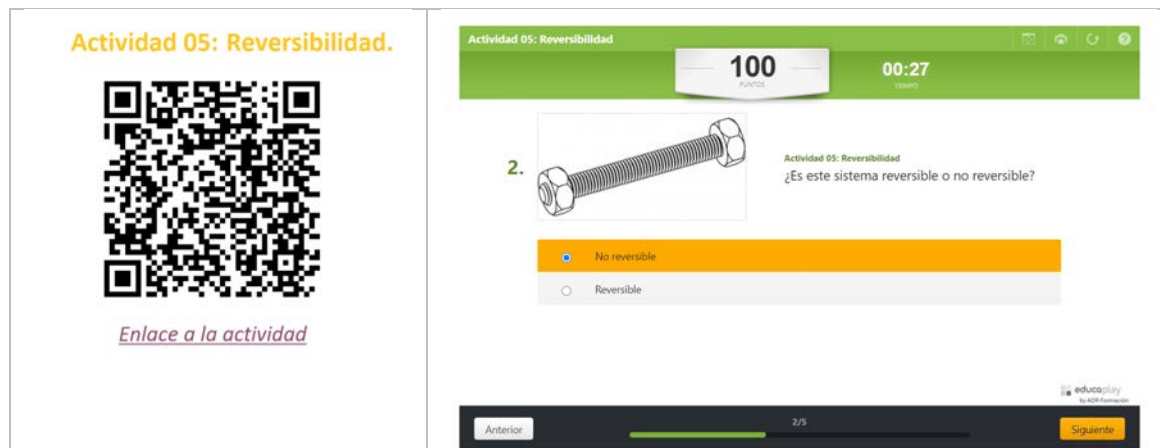 Actividad 05: Reversibilidad.
Enlace a la actividad
Actividad 05: Reversibilidad
100
PUNTOS
00:27
TIEMPO
2.
Actividad 05: Reversibilidad
¿Es este sistema reversible o no reversible?
No reversible
Reversible
educaplay
by ADR Formación
Anterior
2/5
Siguiente